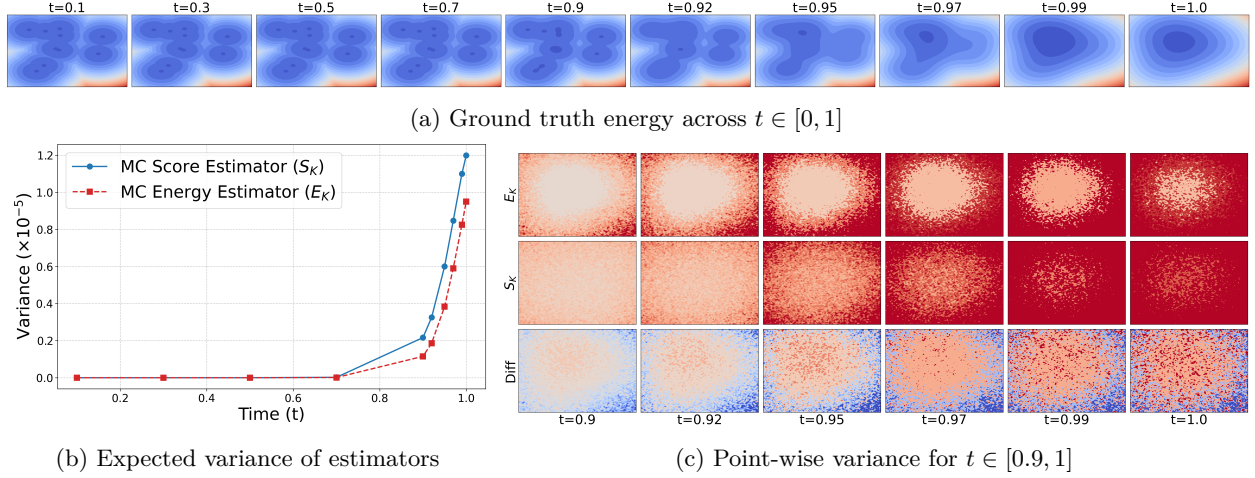 t=0.1 t=0.3 t=0.5 t=0.7 t=0.9 t=0.92 t=0.95 t=0.97 t=0.99 t=1.0
(a) Ground truth energy across t ∈ [0, 1]
MC Score Estimator (S_K)
MC Energy Estimator (E_K)
Variance (×10⁻⁵)
1.2
1.0
0.8
0.6
0.4
0.2
0.0
0.2 0.4 0.6 0.8 1.0
Time (t)
(b) Expected variance of estimators
E_K
S_K
Diff
t=0.9 t=0.92 t=0.95 t=0.97 t=0.99 t=1.0
(c) Point-wise variance for t ∈ [0.9, 1]